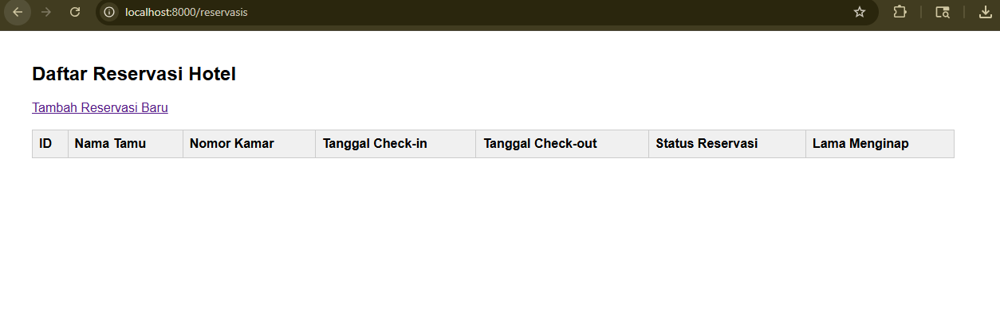 localhost:8000/reservasis
Daftar Reservasi Hotel
Tambah Reservasi Baru
ID Nama Tamu Nomor Kamar Tanggal Check-in Tanggal Check-out Status Reservasi Lama Menginap